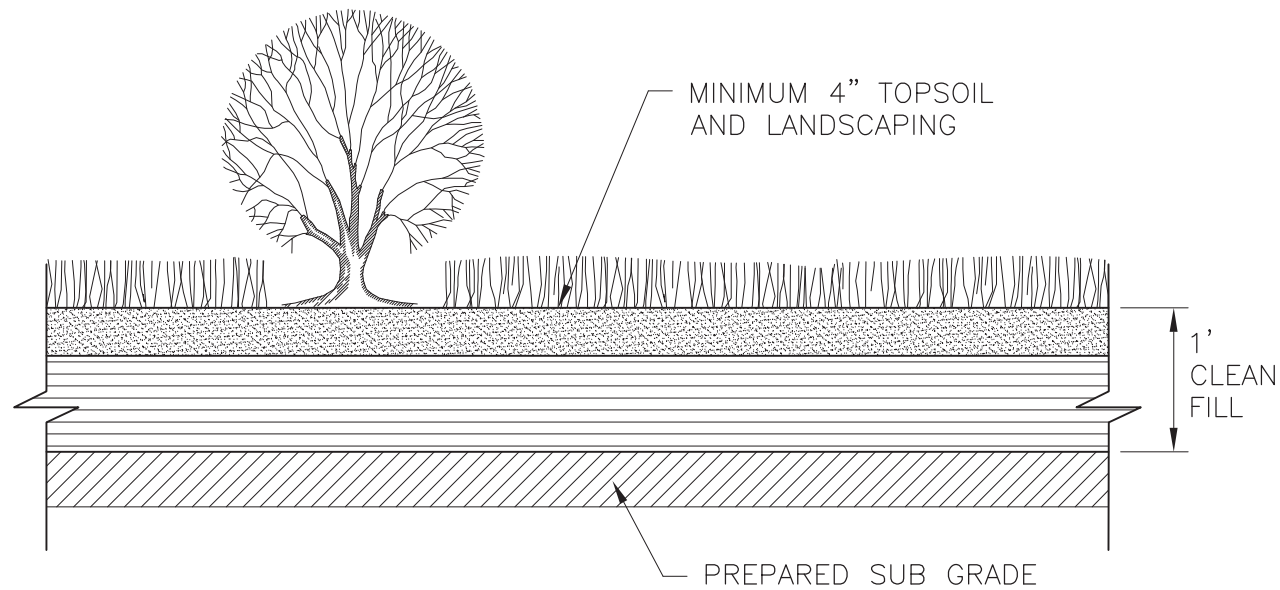 MINIMUM 4" TOPSOIL
AND LANDSCAPING
1'
CLEAN
FILL
PREPARED SUB GRADE